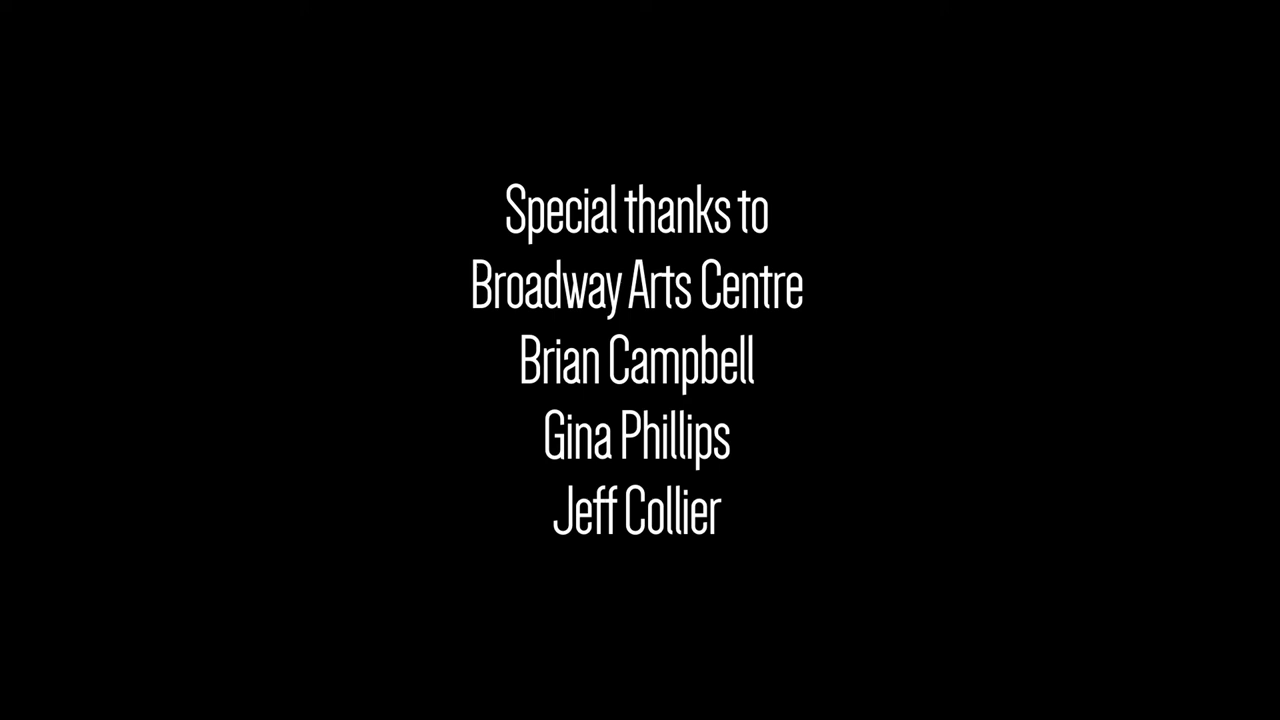 Special thanks to
Broadway Arts Centre
Brian Campbell
Gina Phillips
Jeff Collier